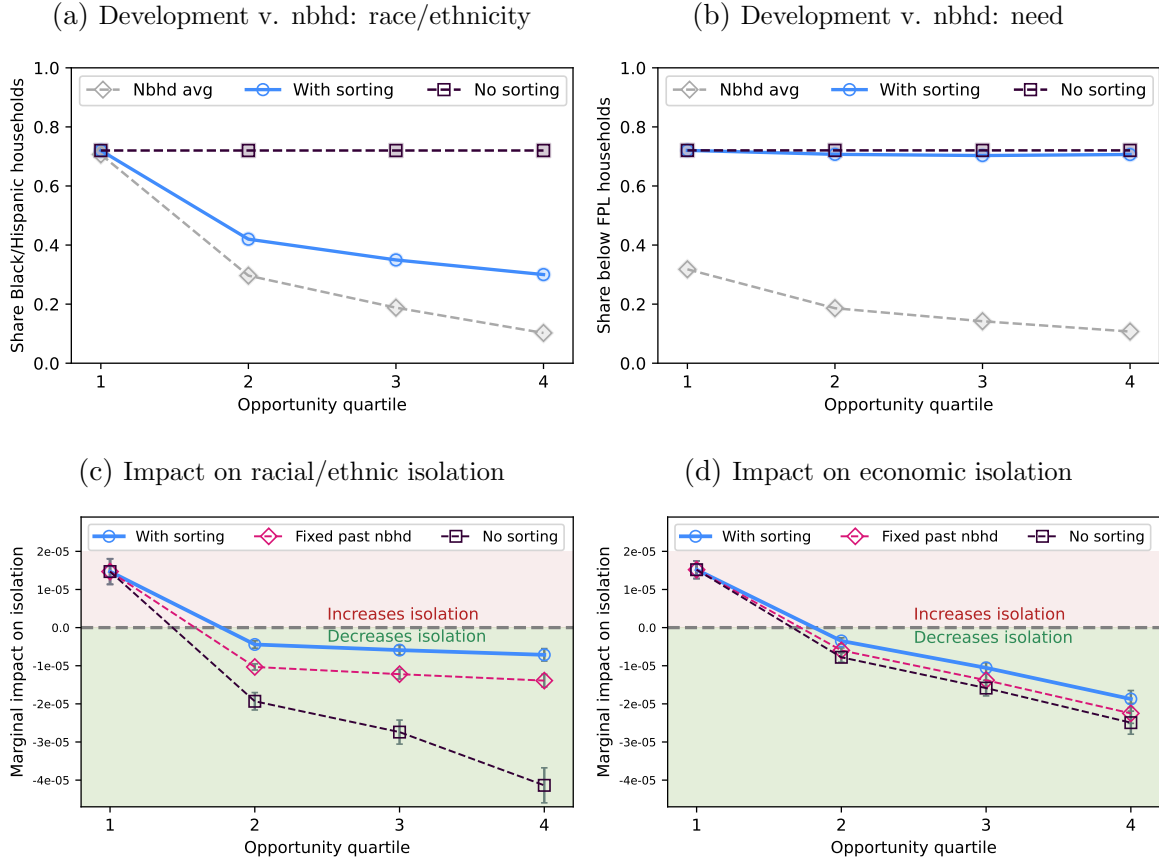 (a) Development v. nbhd: race/ethnicity
Nbhd avg With sorting No sorting
Share Black/Hispanic households
1.0
0.8
0.6
0.4
0.2
0.0
1 2 3 4
Opportunity quartile
(b) Development v. nbhd: need
Nbhd avg With sorting No sorting
Share below FPL households
1.0
0.8
0.6
0.4
0.2
0.0
1 2 3 4
Opportunity quartile
(c) Impact on racial/ethnic isolation
With sorting Fixed past nbhd No sorting
Marginal impact on isolation
2e-05
1e-05
0.0
-1e-05
-2e-05
-3e-05
-4e-05
Increases isolation
Decreases isolation
1 2 3 4
Opportunity quartile
(d) Impact on economic isolation
With sorting Fixed past nbhd No sorting
Marginal impact on isolation
2e-05
1e-05
0.0
-1e-05
-2e-05
-3e-05
-4e-05
Increases isolation
Decreases isolation
1 2 3 4
Opportunity quartile